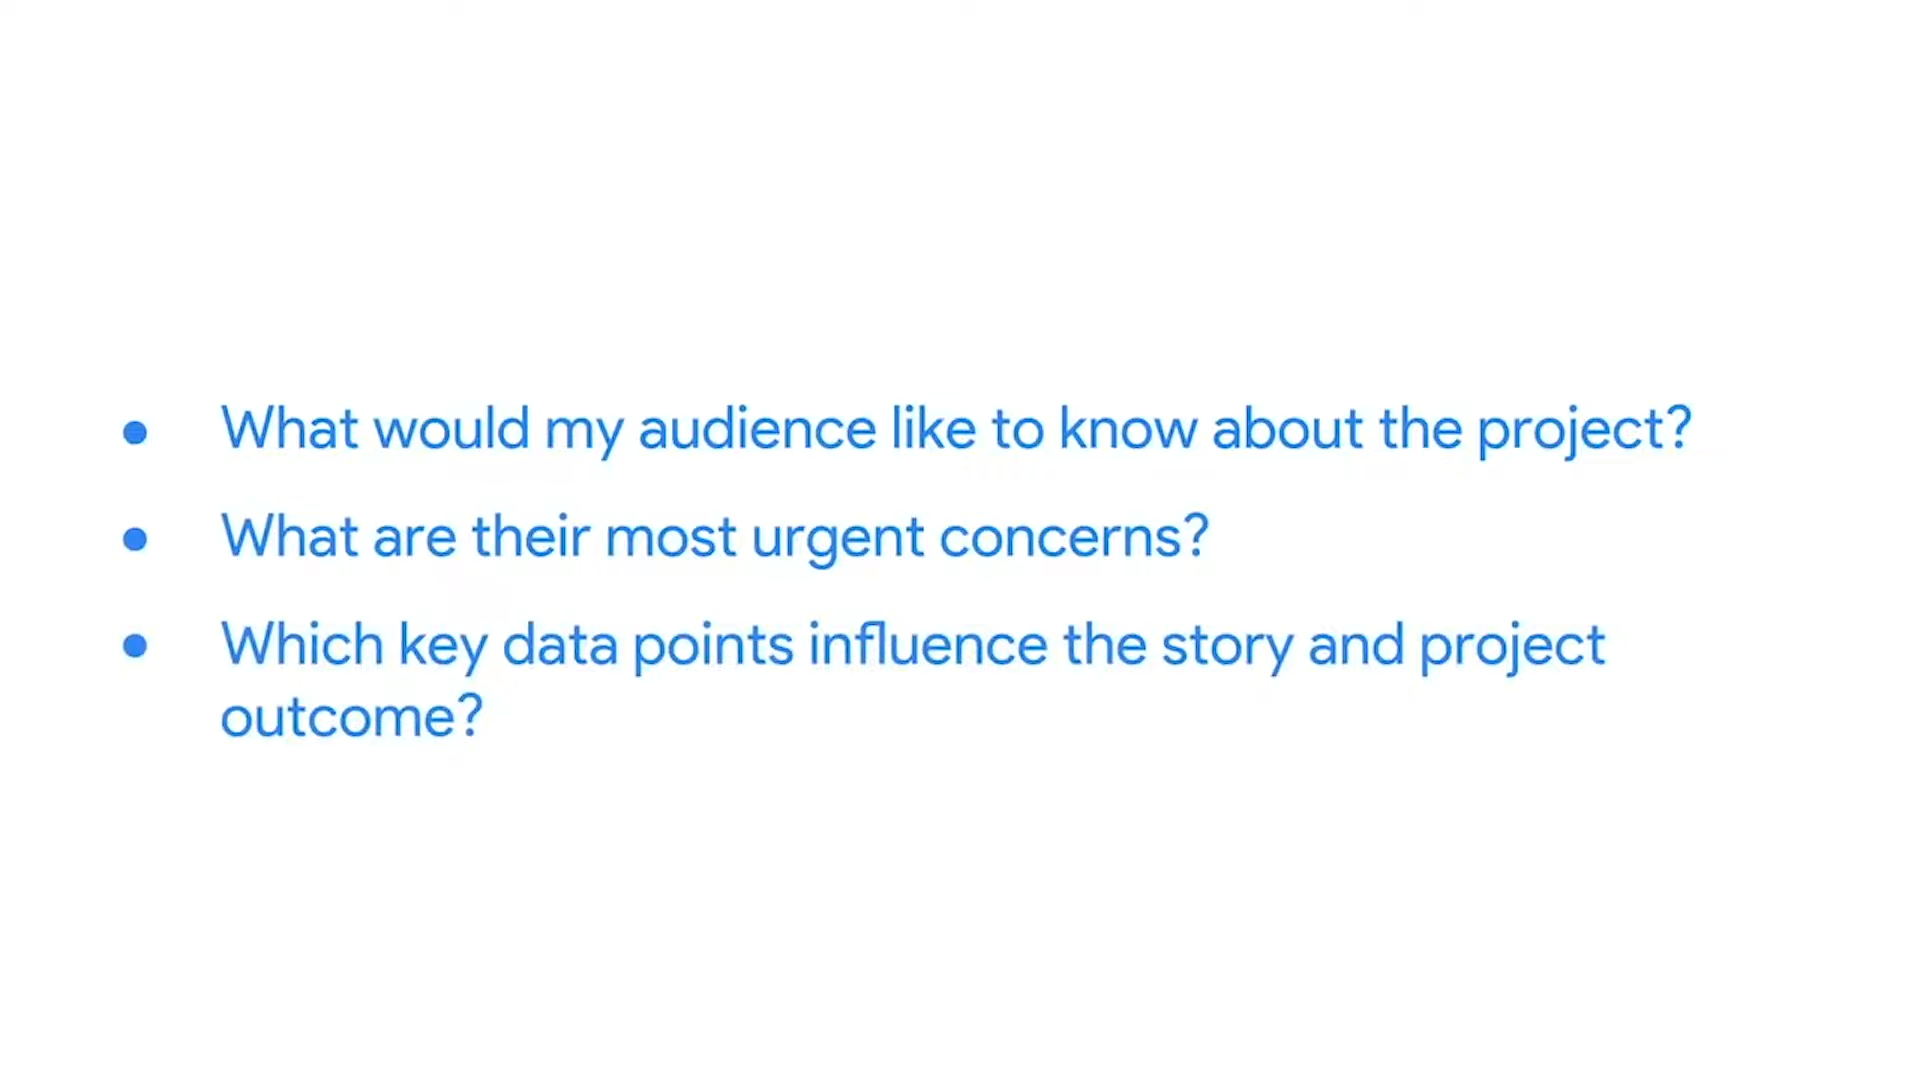 • What would my audience like to know about the project?
• What are their most urgent concerns?
• Which key data points influence the story and project
outcome?